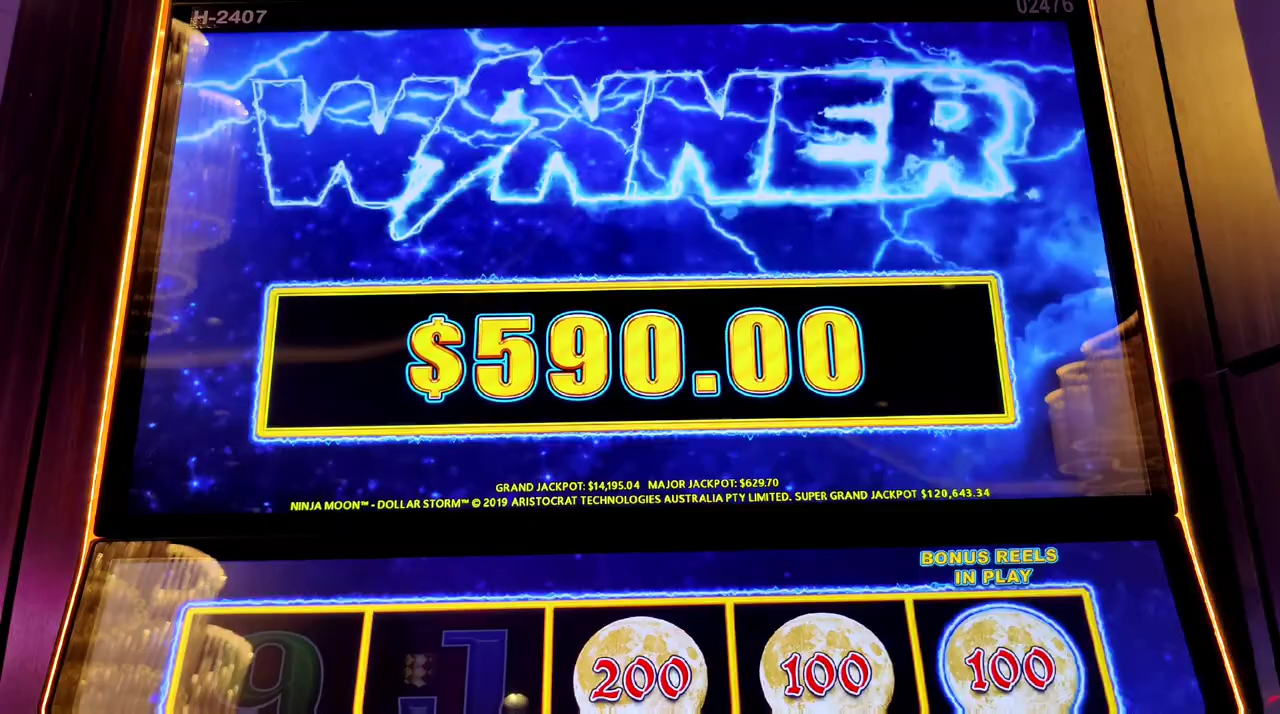 H-2407 02476
WINNER
$590.00
GRAND JACKPOT: $14,195.04 MAJOR JACKPOT: $629.70
NINJA MOON™ - DOLLAR STORM™ © 2019 ARISTOCRAT TECHNOLOGIES AUSTRALIA PTY LIMITED. SUPER GRAND JACKPOT $120,643.34
BONUS REELS
IN PLAY
9 J 200 100 100